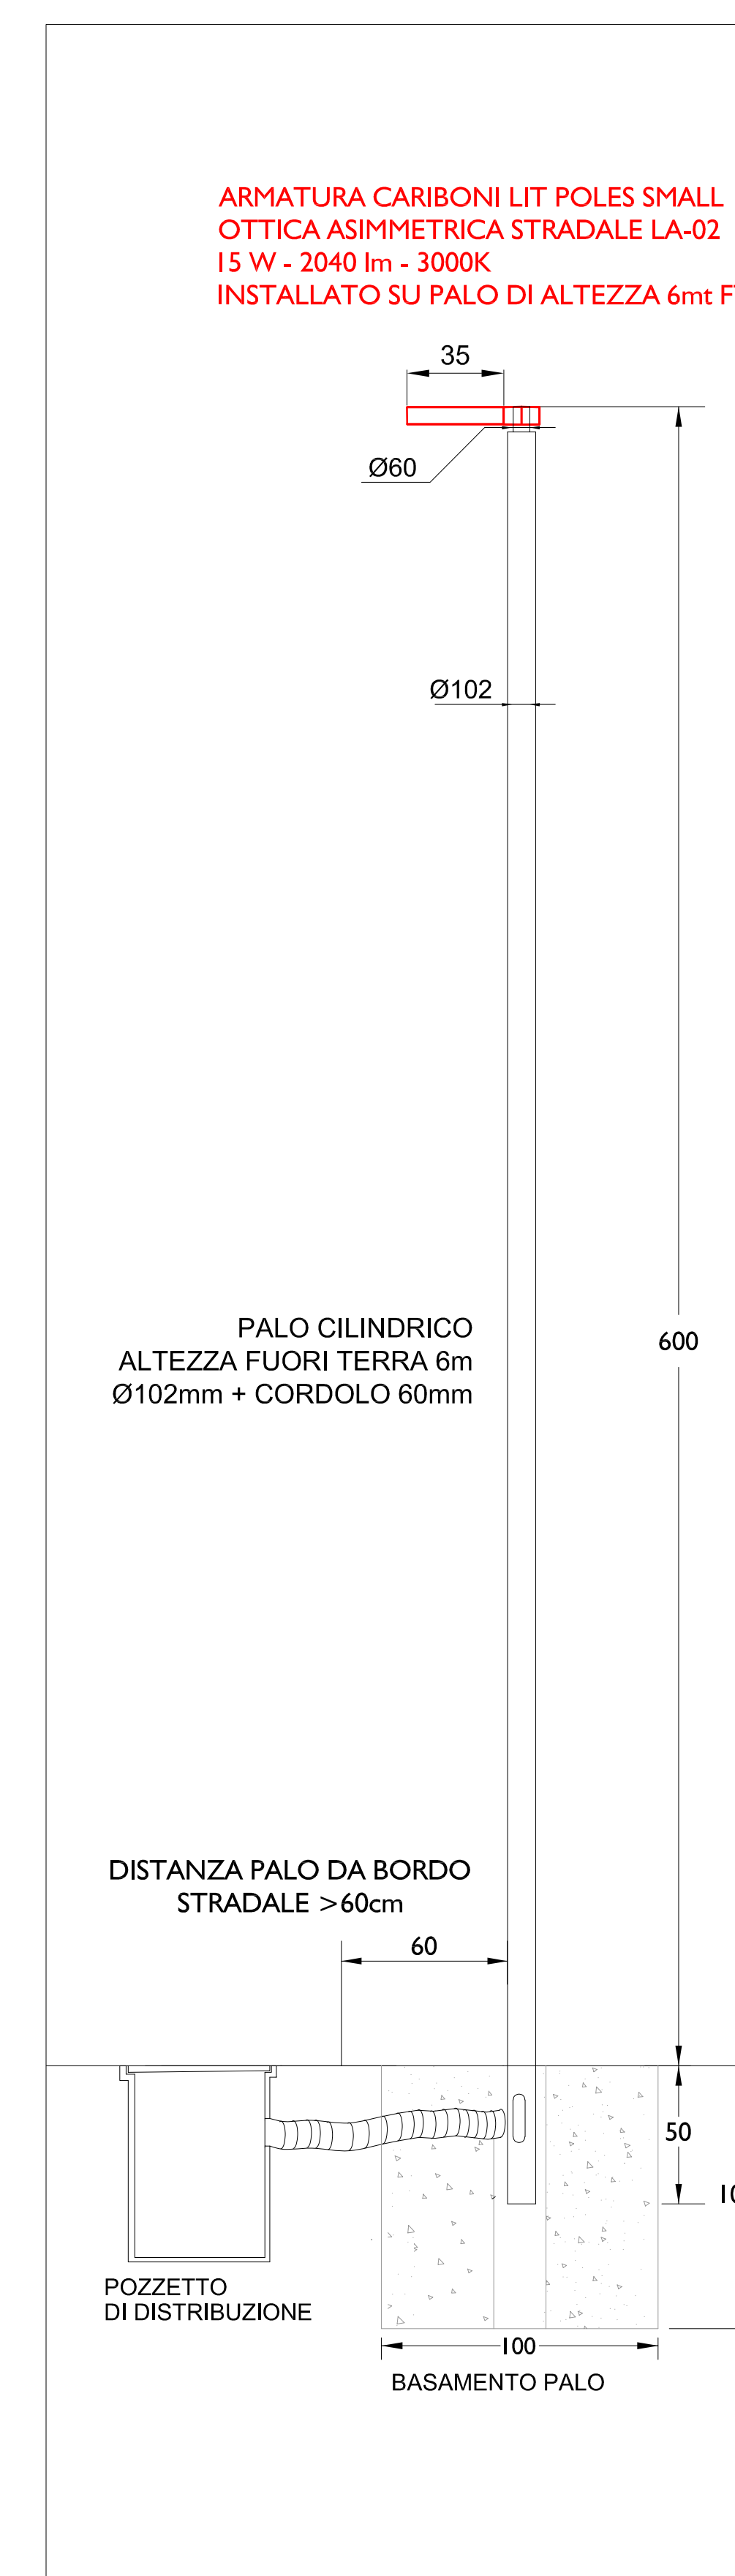 ARMATURA CARIBONI LIT POLES SMALL
OTTICA ASIMMETRICA STRADALE LA-02
15 W - 2040 lm - 3000K
INSTALLATO SU PALO DI ALTEZZA 6mt
35
Ø60
Ø102
PALO CILINDRICO
ALTEZZA FUORI TERRA 6m
Ø102mm + CORDOLO 60mm
600
DISTANZA PALO DA BORDO
STRADALE >60cm
60
50
POZZETTO
DI DISTRIBUZIONE
100
BASAMENTO PALO